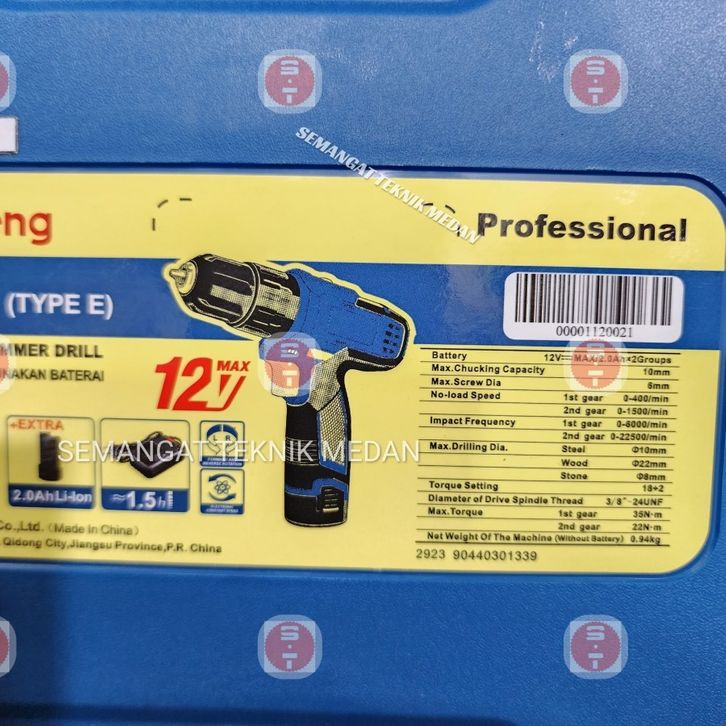 SEMANGAT TEKNIK MEDAN
eng
Professional
(TYPE E)
00001120021
MMER DRILL
NAKAN BATERAI
12V MAX
Battery 12V⎓MAX/2.0Ah×2Groups
Max.Chucking Capacity 10mm
Max.Screw Dia 6mm
No-load Speed 1st gear 0-400/min
2nd gear 0-1500/min
Impact Frequency 1st gear 0-6000/min
2nd gear 0-22500/min
Max.Drilling Dia. Steel Φ10mm
Wood Φ22mm
Stone Φ8mm
Torque Setting 18+2
Diameter of Drive Spindle Thread 3/8"-24UNF
Max.Torque 1st gear 35N·m
2nd gear 22N·m
Net Weight Of The Machine (Without Battery) 0.94kg
2923 90440301339
+EXTRA
SEMANGAT TEKNIK MEDAN
2.0Ah Li-Ion
≈1.5h
Co.,Ltd. (Made in China)
Qidong City,Jiangsu Province,P.R. China
S·T